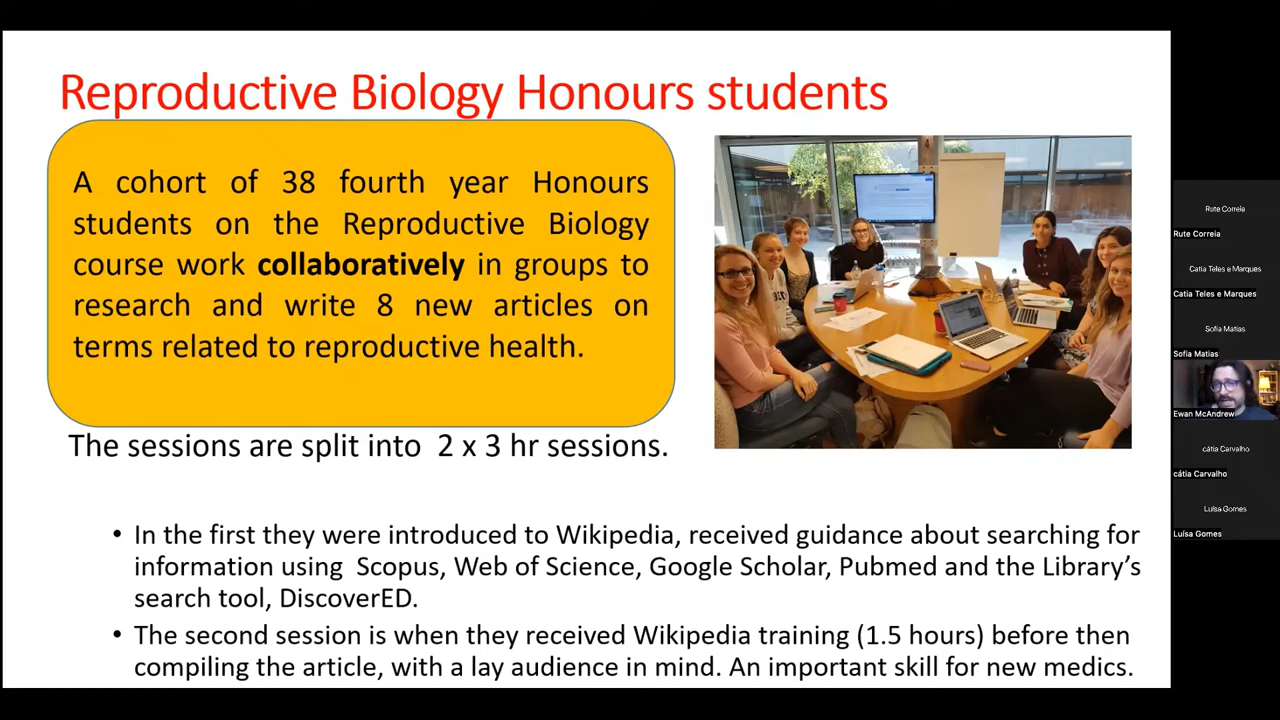 Reproductive Biology Honours students
A cohort of 38 fourth year Honours
students on the Reproductive Biology
course work collaboratively in groups to
research and write 8 new articles on
terms related to reproductive health.
The sessions are split into 2 x 3 hr sessions.
• In the first they were introduced to Wikipedia, received guidance about searching for
information using Scopus, Web of Science, Google Scholar, Pubmed and the Library’s
search tool, DiscoverED.
• The second session is when they received Wikipedia training (1.5 hours) before then
compiling the article, with a lay audience in mind. An important skill for new medics.
Rute Correia
Rute Correia
Catia Teles e Marques
Catia Teles e Marques
Sofia Matias
Sofia Matias
Ewan McAndrew
cátia Carvalho
cátia Carvalho
Luísa Gomes
Luísa Gomes